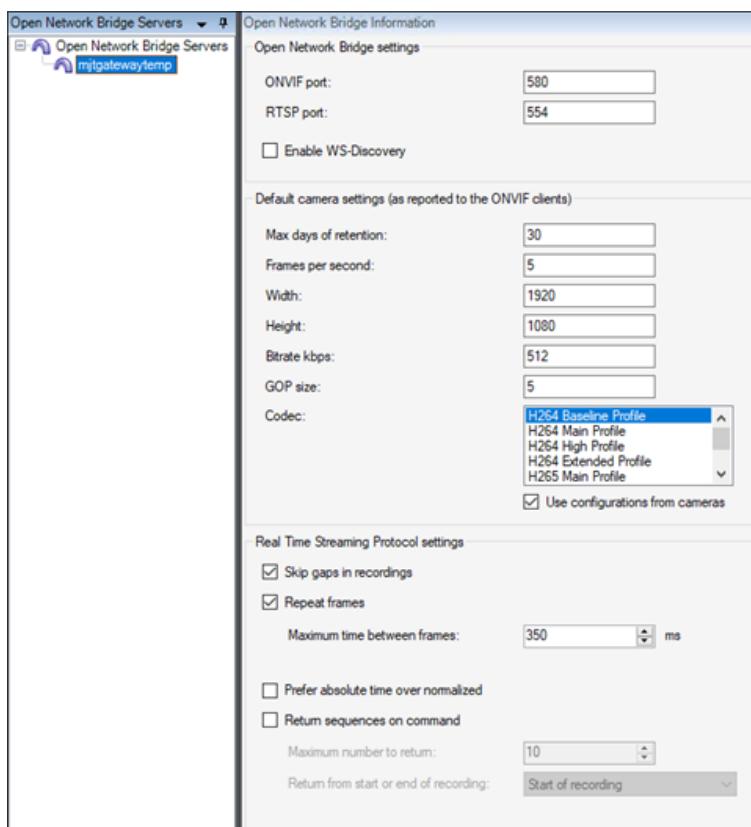 Open Network Bridge Servers
Open Network Bridge Servers
mjtgatewaytemp
Open Network Bridge Information
Open Network Bridge settings
ONVIF port: 580
RTSP port: 554
Enable WS-Discovery
Default camera settings (as reported to the ONVIF clients)
Max days of retention: 30
Frames per second: 5
Width: 1920
Height: 1080
Bitrate kbps: 512
GOP size: 5
Codec: H264 Baseline Profile
H264 Main Profile
H264 High Profile
H264 Extended Profile
H265 Main Profile
Use configurations from cameras
Real Time Streaming Protocol settings
Skip gaps in recordings
Repeat frames
Maximum time between frames: 350 ms
Prefer absolute time over normalized
Return sequences on command
Maximum number to return: 10
Return from start or end of recording: Start of recording